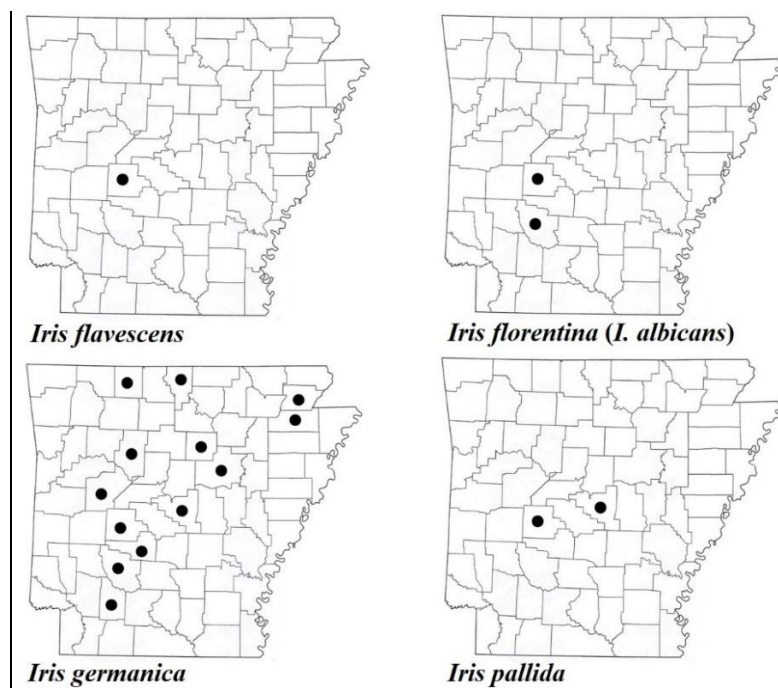 Iris flavescens
Iris florentina (I. albicans)
Iris germanica
Iris pallida